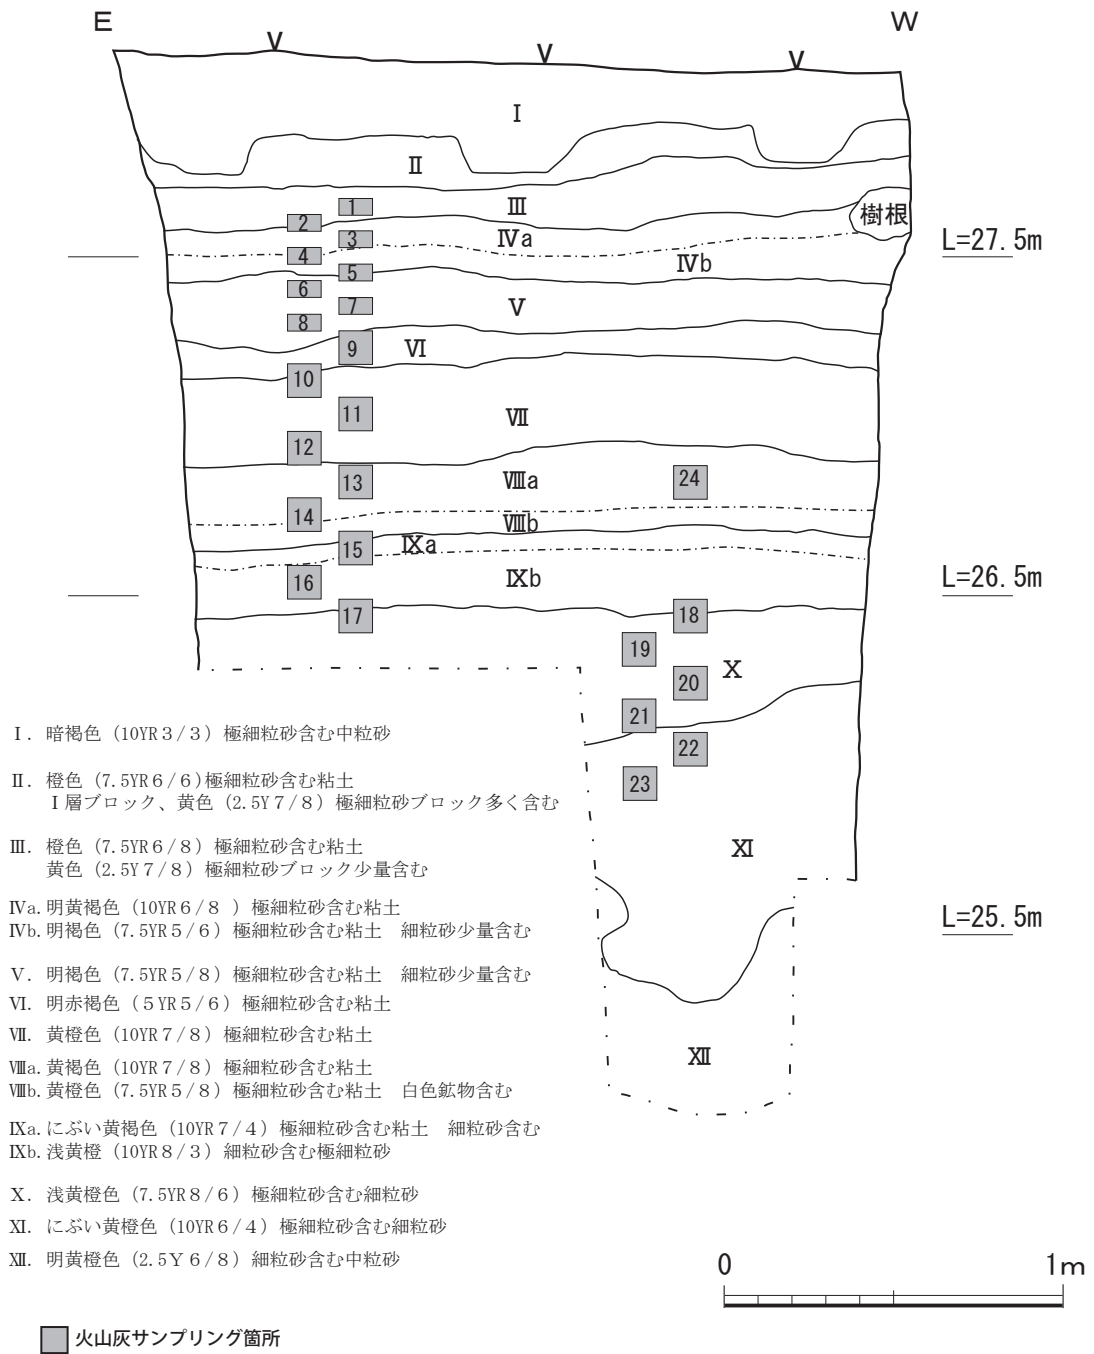 E
W
V
V
V
Ⅰ
Ⅱ
Ⅲ
樹根
Ⅳa
Ⅳb
Ⅴ
Ⅵ
Ⅶ
Ⅷa
Ⅷb
Ⅸa
Ⅸb
Ⅹ
Ⅺ
Ⅻ
1
2
3
4
5
6
7
8
9
10
11
12
13
14
15
16
17
18
19
20
21
22
23
24
L=27.5m
L=26.5m
L=25.5m
Ⅰ. 暗褐色（10YR３/３）極細粒砂含む中粒砂
Ⅱ. 橙色（7.5YR６/６)極細粒砂含む粘土
Ⅰ層ブロック、黄色（2.5Y７/８）極細粒砂ブロック多く含む
Ⅲ. 橙色（7.5YR６/８）極細粒砂含む粘土
黄色（2.5Y７/８）極細粒砂ブロック少量含む
Ⅳa. 明黄褐色（10YR６/８ ）極細粒砂含む粘土
Ⅳb. 明褐色（7.5YR５/６）極細粒砂含む粘土　細粒砂少量含む
Ⅴ. 明褐色（7.5YR５/８）極細粒砂含む粘土　細粒砂少量含む
Ⅵ. 明赤褐色（５YR５/６）極細粒砂含む粘土
Ⅶ. 黄橙色（10YR７/８）極細粒砂含む粘土
Ⅷa. 黄褐色（10YR７/８）極細粒砂含む粘土
Ⅷb. 黄橙色（7.5YR５/８）極細粒砂含む粘土　白色鉱物含む
Ⅸa. にぶい黄褐色（10YR７/４）極細粒砂含む粘土　細粒砂含む
Ⅸb. 浅黄橙（10YR８/３）細粒砂含む極細粒砂
Ⅹ. 浅黄橙色（7.5YR８/６）極細粒砂含む細粒砂
Ⅺ. にぶい黄橙色（10YR６/４）極細粒砂含む細粒砂
Ⅻ. 明黄橙色（2.5Ｙ６/８）細粒砂含む中粒砂
0
1m
火山灰サンプリング箇所